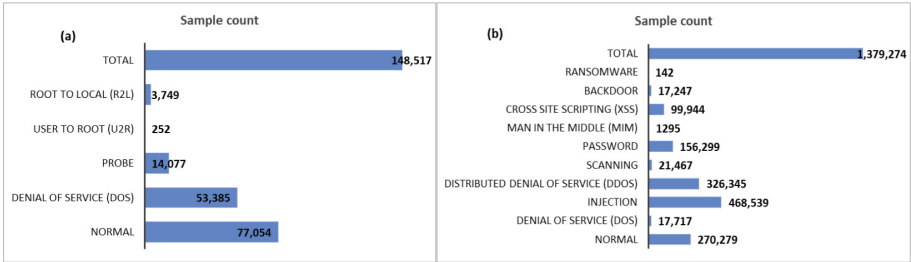 Sample count
(a)
TOTAL 148,517
ROOT TO LOCAL (R2L) 3,749
USER TO ROOT (U2R) 252
PROBE 14,077
DENIAL OF SERVICE (DOS) 53,385
NORMAL 77,054
Sample count
(b)
TOTAL 1,379,274
RANSOMWARE 142
BACKDOOR 17,247
CROSS SITE SCRIPTING (XSS) 99,944
MAN IN THE MIDDLE (MIM) 1295
PASSWORD 156,299
SCANNING 21,467
DISTRIBUTED DENIAL OF SERVICE (DDOS) 326,345
INJECTION 468,539
DENIAL OF SERVICE (DOS) 17,717
NORMAL 270,279